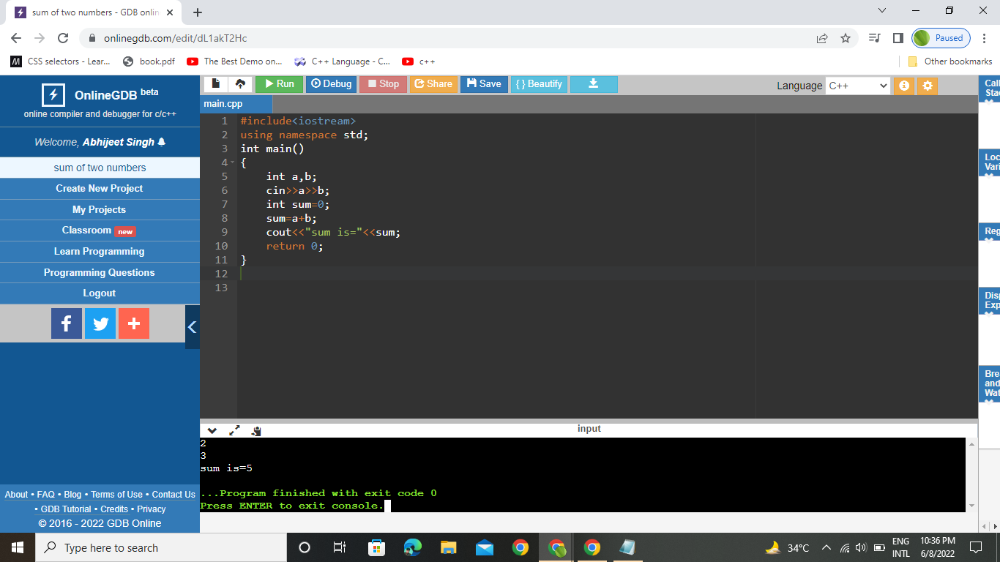 sum of two numbers - GDB onlin
onlinegdb.com/edit/dL1akT2Hc
Paused
CSS selectors - Lear...
book.pdf
The Best Demo on...
C++ Language - C...
c++
Other bookmarks
OnlineGDB beta
online compiler and debugger for c/c++
Welcome, Abhijeet Singh
sum of two numbers
Create New Project
My Projects
Classroom new
Learn Programming
Programming Questions
Logout
About • FAQ • Blog • Terms of Use • Contact Us
• GDB Tutorial • Credits • Privacy
© 2016 - 2022 GDB Online
Run
Debug
Stop
Share
Save
{ } Beautify
Language C++
main.cpp
1 #include<iostream>
2 using namespace std;
3 int main()
4 {
5     int a,b;
6     cin>>a>>b;
7     int sum=0;
8     sum=a+b;
9     cout<<"sum is="<<sum;
10     return 0;
11 }
12
13
Call
Stac
Loc
Vari
Reg
Disp
Exp
Brea
and
Wat
input
2
3
sum is=5
...Program finished with exit code 0
Press ENTER to exit console.
Type here to search
34°C
ENG
INTL
10:36 PM
6/8/2022